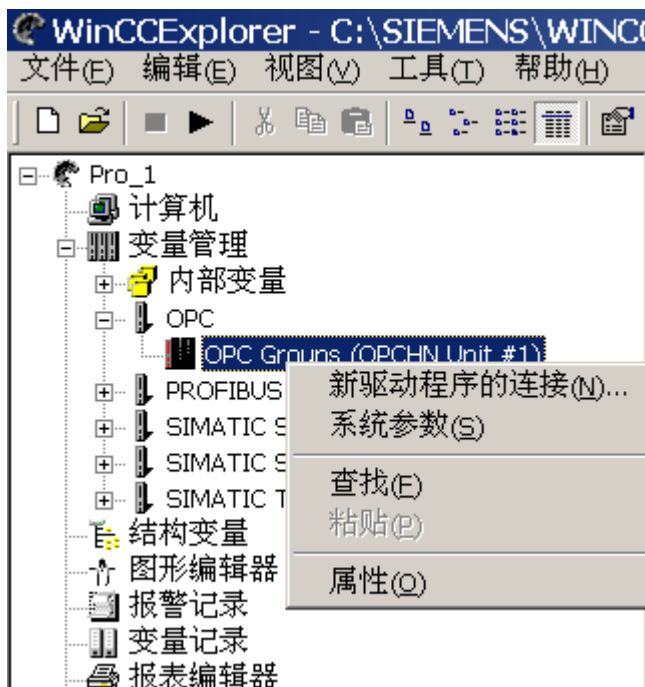 WinCCExplorer - C:\SIEMENS\WINC
文件(F) 编辑(E) 视图(V) 工具(T) 帮助(H)
Pro_1
计算机
变量管理
内部变量
OPC
OPC Groups (OPCHN Unit #1)
新驱动程序的连接(N)...
PROFIBUS
系统参数(S)
SIMATIC S
SIMATIC S
查找(F)
SIMATIC T
粘贴(P)
结构变量
图形编辑器
属性(O)
报警记录
变量记录
报表编辑器